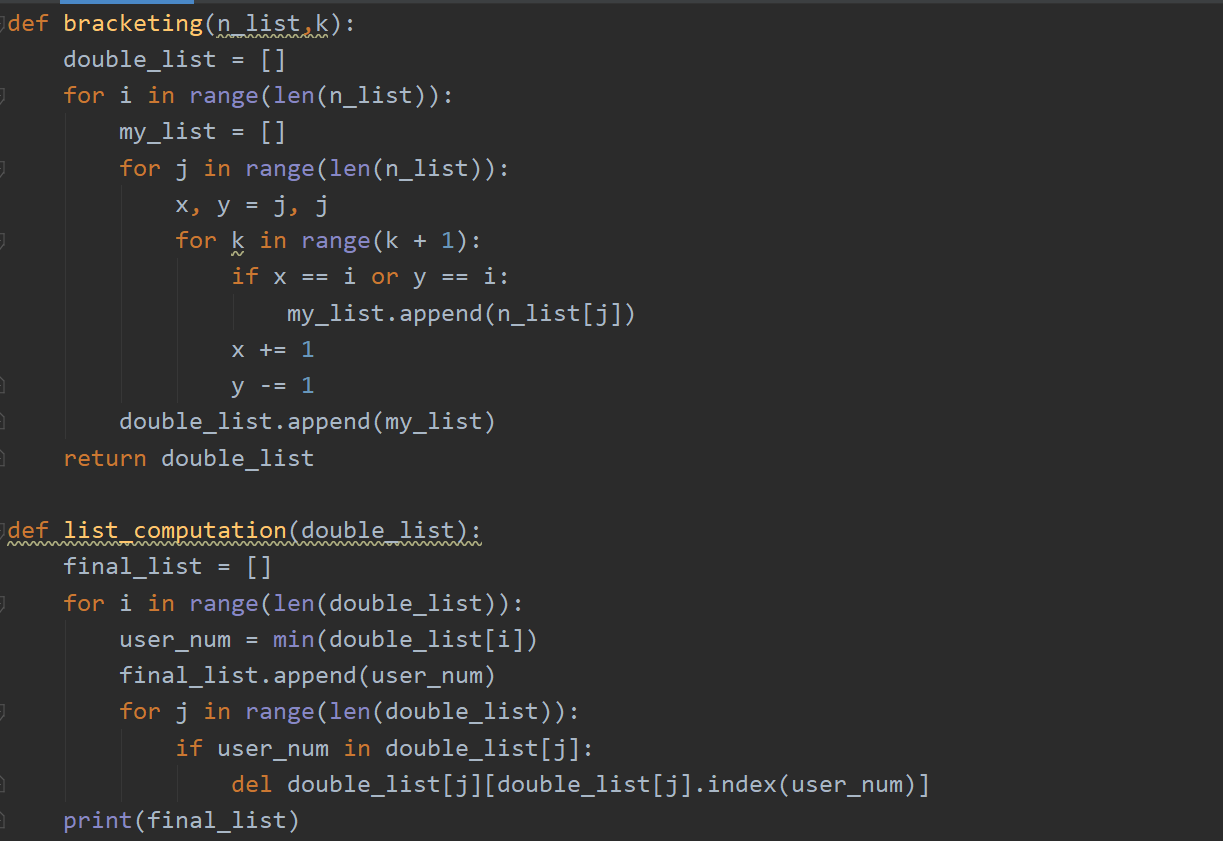 def bracketing(n_list,k):
    double_list = []
    for i in range(len(n_list)):
        my_list = []
        for j in range(len(n_list)):
            x, y = j, j
            for k in range(k + 1):
                if x == i or y == i:
                    my_list.append(n_list[j])
                x += 1
                y -= 1
        double_list.append(my_list)
    return double_list

def list_computation(double_list):
    final_list = []
    for i in range(len(double_list)):
        user_num = min(double_list[i])
        final_list.append(user_num)
        for j in range(len(double_list)):
            if user_num in double_list[j]:
                del double_list[j][double_list[j].index(user_num)]
    print(final_list)